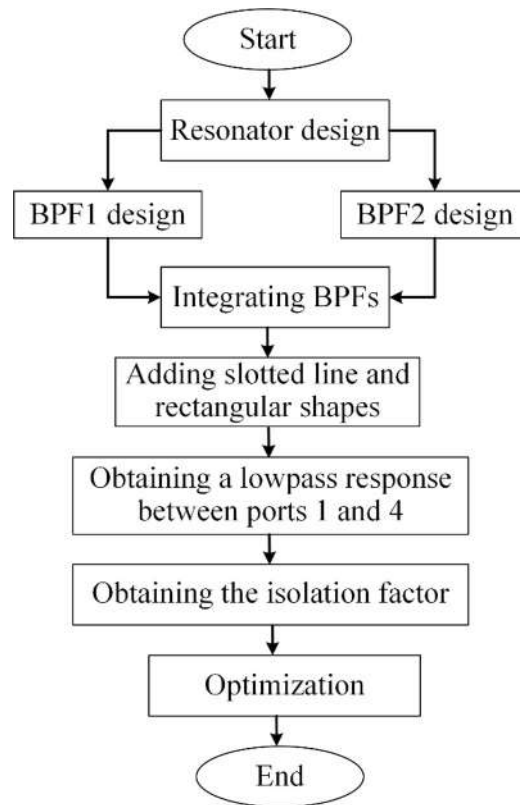 Start
Resonator design
BPF1 design
BPF2 design
Integrating BPFs
Adding slotted line and
rectangular shapes
Obtaining a lowpass response
between ports 1 and 4
Obtaining the isolation factor
Optimization
End